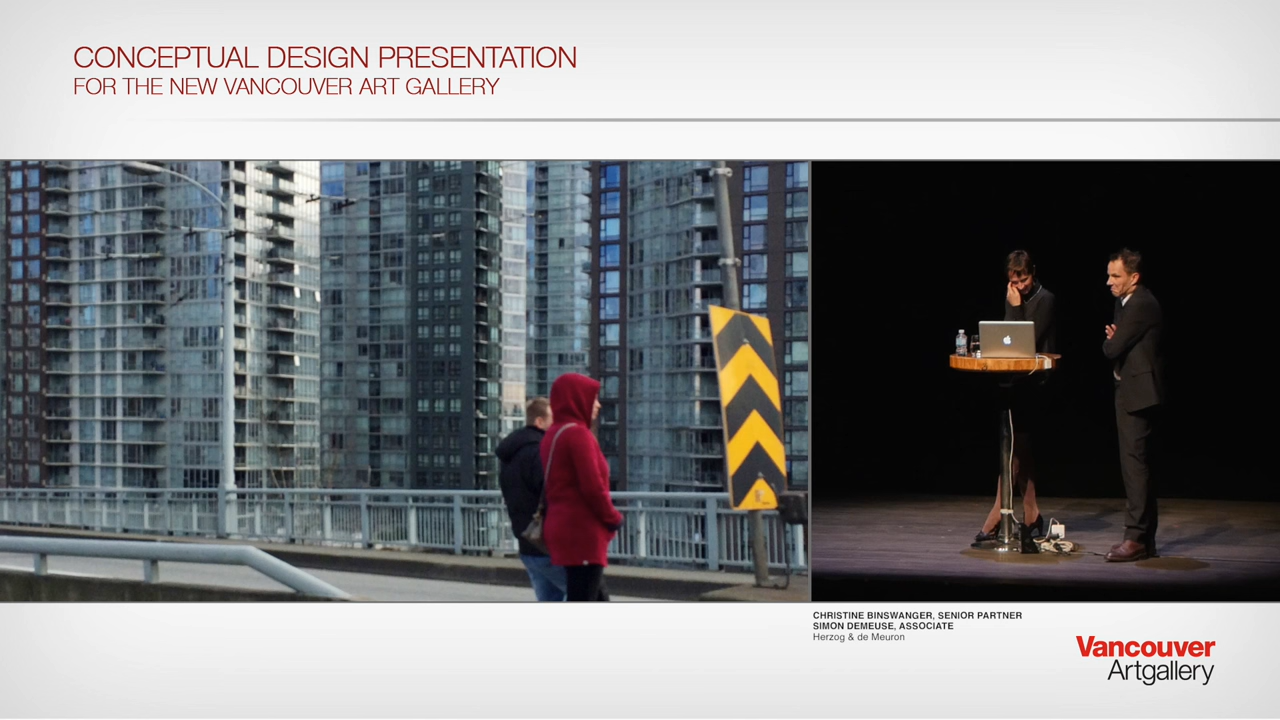 CONCEPTUAL DESIGN PRESENTATION
FOR THE NEW VANCOUVER ART GALLERY
CHRISTINE BINSWANGER, SENIOR PARTNER
SIMON DEMEUSE, ASSOCIATE
Herzog & de Meuron
Vancouver
Artgallery